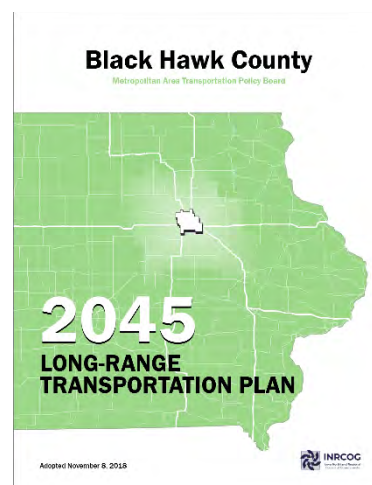 Black Hawk County
Metropolitan Area Transportation Policy Board
2045
LONG-RANGE
TRANSPORTATION PLAN
Adopted November 8, 2018
INRCOG